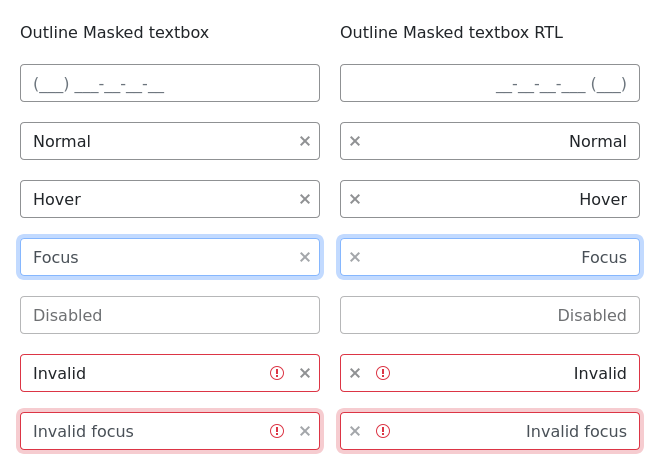 Outline Masked textbox
(___) ___-__-__-__
Normal
Hover
Focus
Disabled
Invalid
Invalid focus
Outline Masked textbox RTL
__-__-__-___ (___)
Normal
Hover
Focus
Disabled
Invalid
Invalid focus